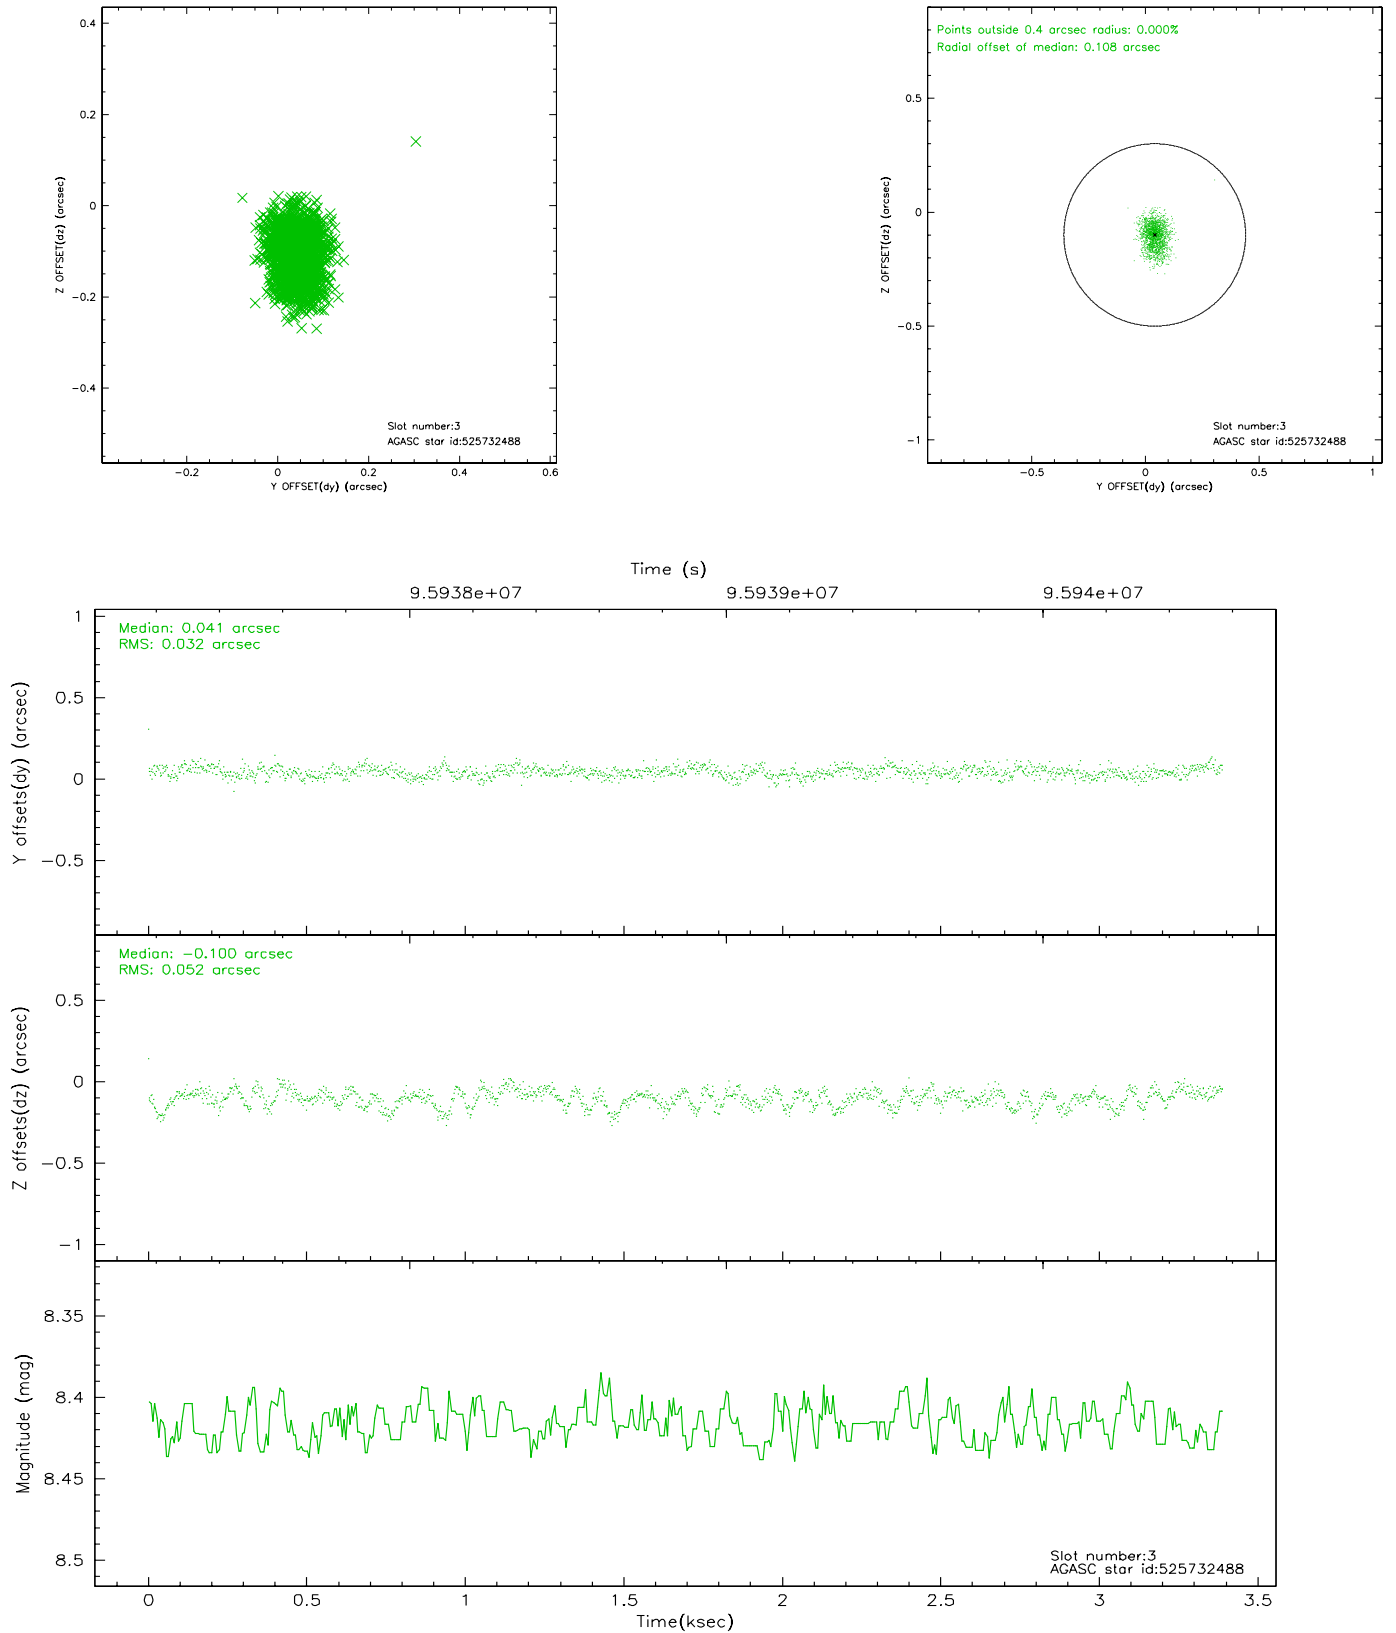 0.4
0.2
0
−0.2
−0.4
Z OFFSET(dz) (arcsec)
Slot number:3
AGASC star id:525732488
−0.2 0 0.2 0.4 0.6
Y OFFSET(dy) (arcsec)
Points outside 0.4 arcsec radius: 0.000%
Radial offset of median: 0.108 arcsec
0.5
0
−0.5
−1
Z OFFSET(dz) (arcsec)
Slot number:3
AGASC star id:525732488
−0.5 0 0.5 1
Y OFFSET(dy) (arcsec)
Time (s)
9.5938e+07 9.5939e+07 9.594e+07
Median: 0.041 arcsec
RMS: 0.032 arcsec
1
0.5
0
−0.5
Y offsets(dy) (arcsec)
Median: −0.100 arcsec
RMS: 0.052 arcsec
0.5
0
−0.5
−1
Z offsets(dz) (arcsec)
8.35
8.4
8.45
8.5
Magnitude (mag)
Slot number:3
AGASC star id:525732488
0 0.5 1 1.5 2 2.5 3 3.5
Time(ksec)